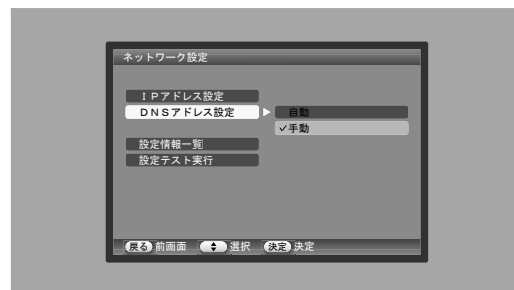 ネットワーク設定
IPアドレス設定
DNSアドレス設定 自動
✓手動
設定情報一覧
設定テスト実行
戻る 前画面 選択 決定 決定